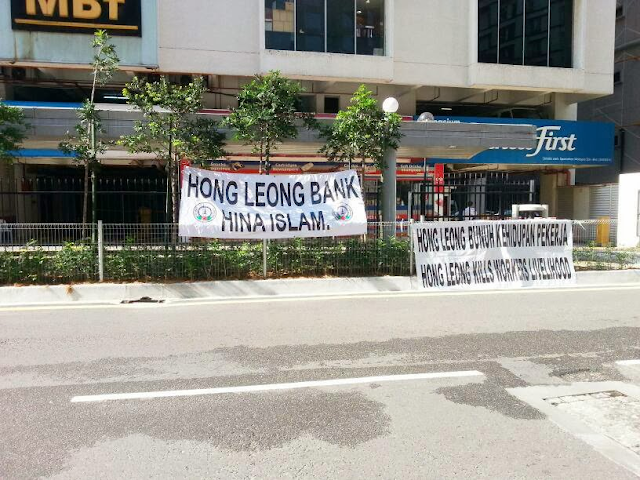 MBT
First
HONG LEONG BANK
HINA ISLAM.
HONG LEONG BUNUH KEHIDUPAN PEKERJA
HONG LEONG KILLS WORKERS LIVELIHOOD